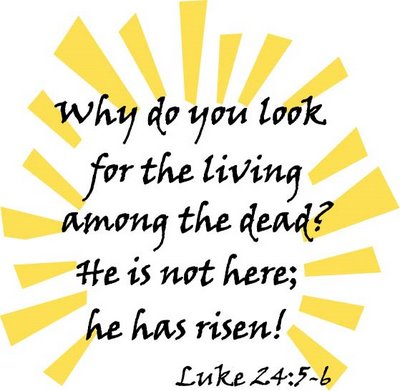 Why do you look
for the living
among the dead?
He is not here;
he has risen!
Luke 24:5-6